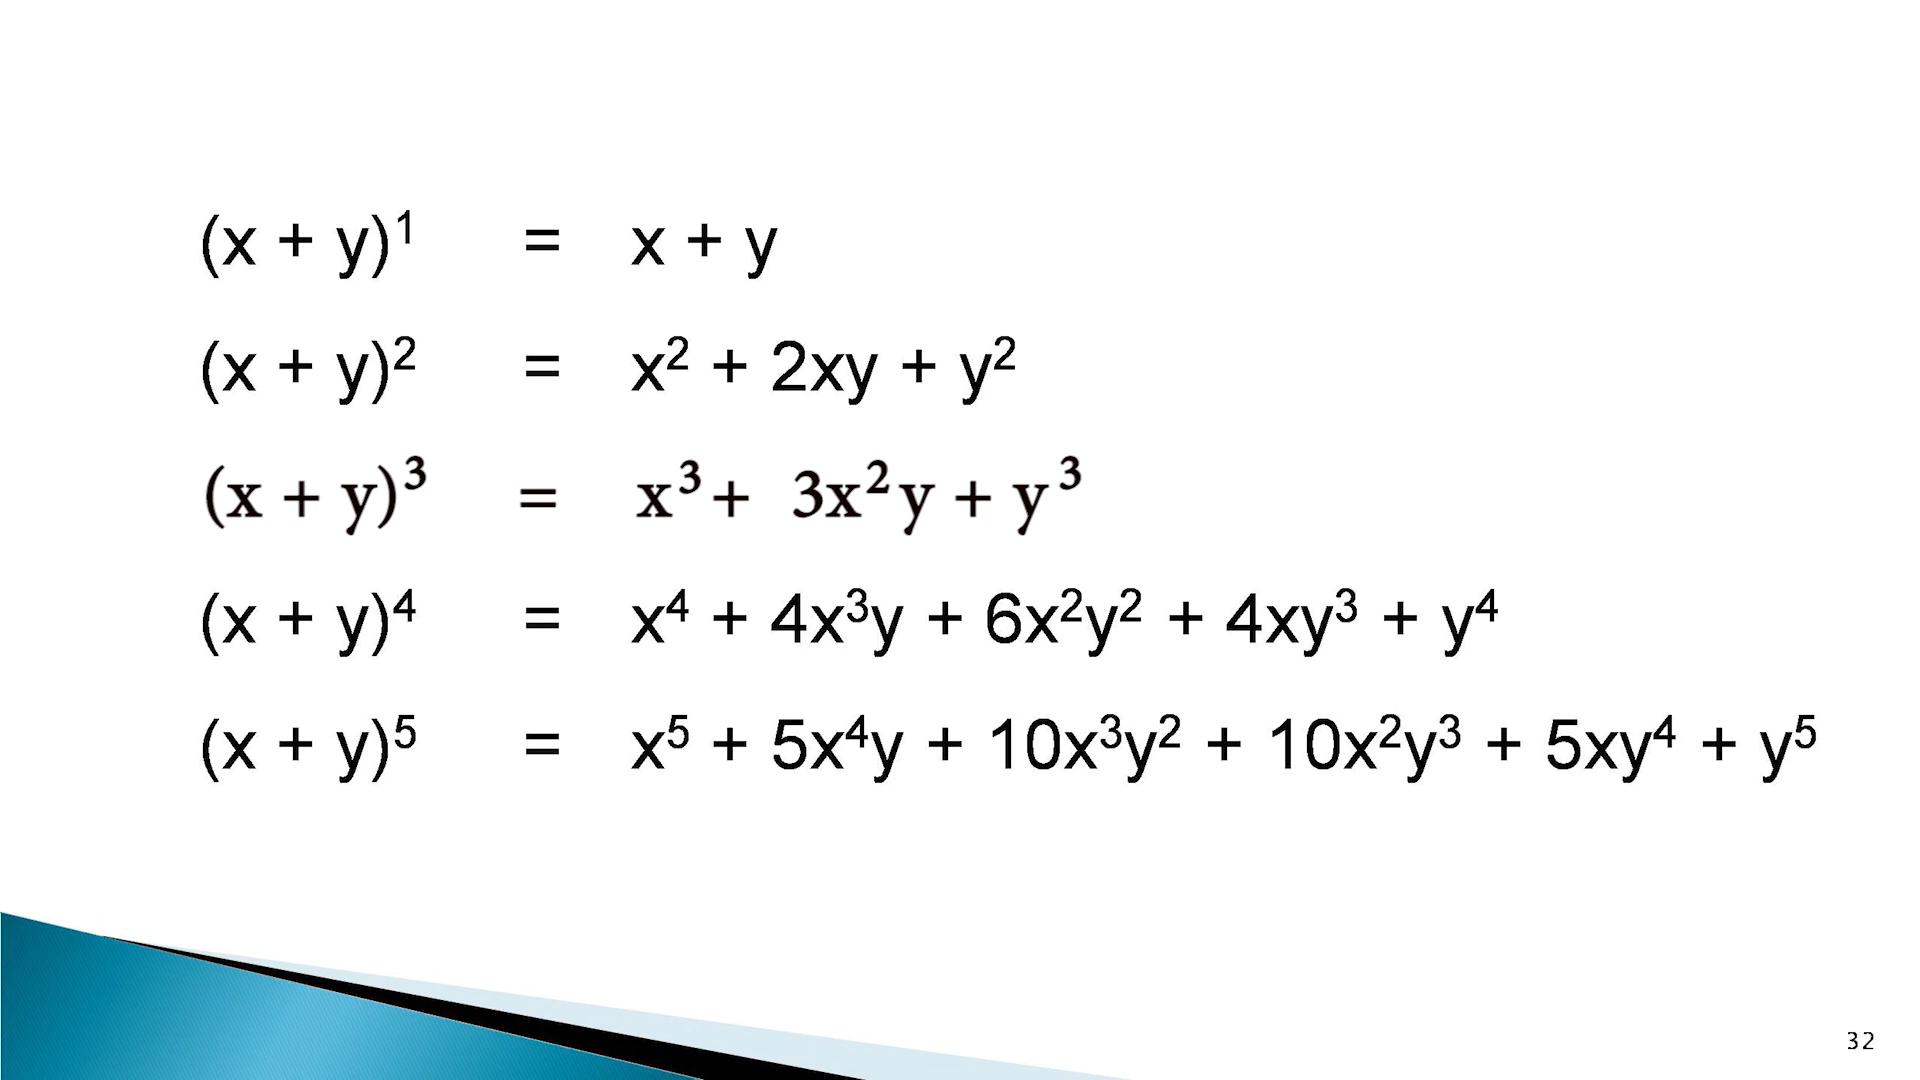 (x + y)¹ = x + y
(x + y)² = x² + 2xy + y²
(x + y)³ = x³ + 3x²y + y³
(x + y)⁴ = x⁴ + 4x³y + 6x²y² + 4xy³ + y⁴
(x + y)⁵ = x⁵ + 5x⁴y + 10x³y² + 10x²y³ + 5xy⁴ + y⁵
32